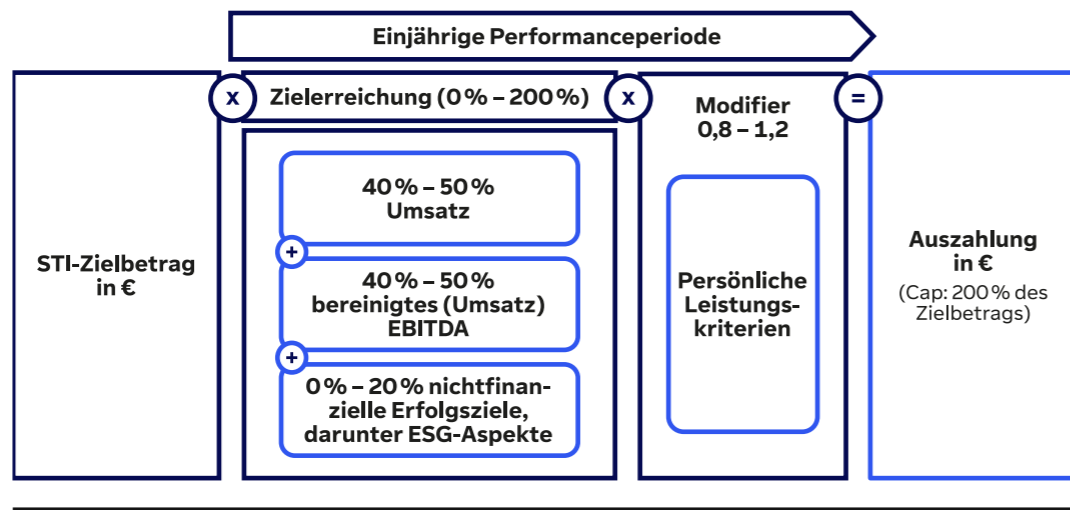 Einjährige Performanceperiode
STI-Zielbetrag
in €
x
Zielerreichung (0 % – 200 %)
40 % – 50 %
Umsatz
+
40 % – 50 %
bereinigtes (Umsatz)
EBITDA
+
0 % – 20 % nichtfinan-
zielle Erfolgsziele,
darunter ESG-Aspekte
x
Modifier
0,8 – 1,2
Persönliche
Leistungs-
kriterien
=
Auszahlung
in €
(Cap: 200 % des
Zielbetrags)